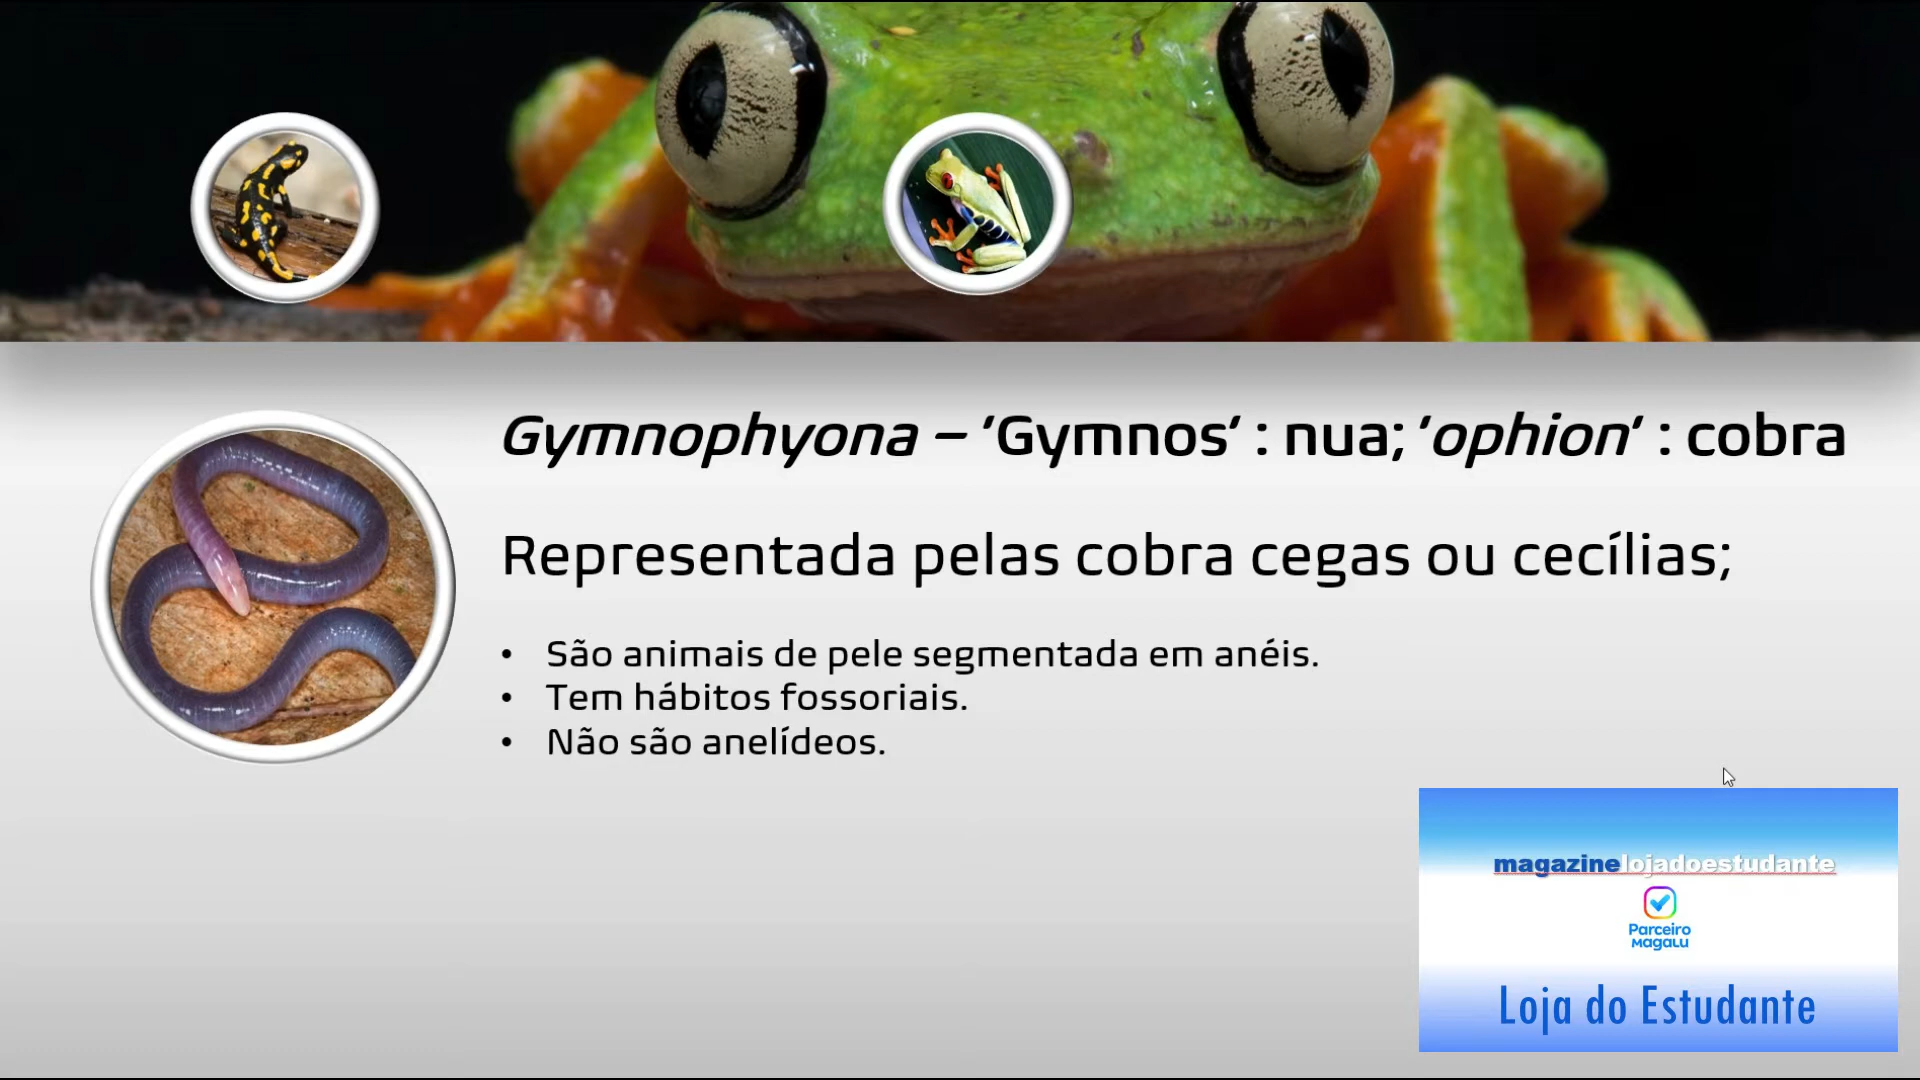 Gymnophyona – ‘Gymnos’ : nua; ‘ophion’ : cobra
Representada pelas cobra cegas ou cecílias;
• São animais de pele segmentada em anéis.
• Tem hábitos fossoriais.
• Não são anelídeos.
magazinelojadoestudante
Parceiro
Magalu
Loja do Estudante